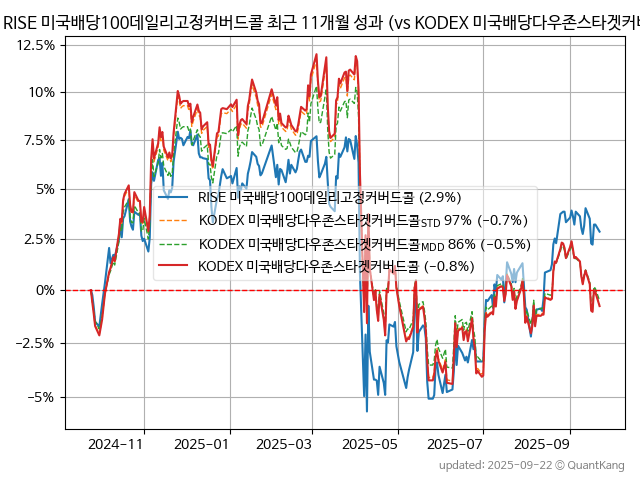 RISE 미국배당100데일리고정커버드콜 최근 11개월 성과 (vs KODEX 미국배당다우존스타겟커버
12.5%
10%
7.5%
5%
2.5%
0%
−2.5%
−5%
RISE 미국배당100데일리고정커버드콜 (2.9%)
KODEX 미국배당다우존스타겟커버드콜STD 97% (−0.7%)
KODEX 미국배당다우존스타겟커버드콜MDD 86% (−0.5%)
KODEX 미국배당다우존스타겟커버드콜 (−0.8%)
2024−11 2025−01 2025−03 2025−05 2025−07 2025−09
updated: 2025−09−22 © QuantKang